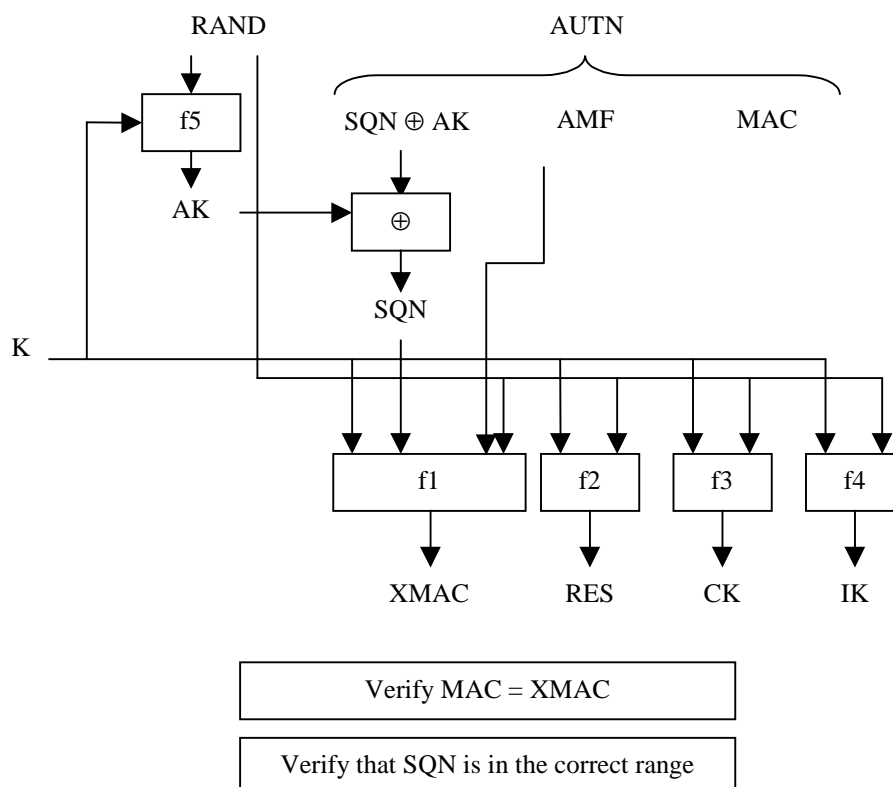 RAND AUTN
f5 SQN ⊕ AK AMF MAC
AK ⊕
SQN
K
f1 f2 f3 f4
XMAC RES CK IK
Verify MAC = XMAC
Verify that SQN is in the correct range